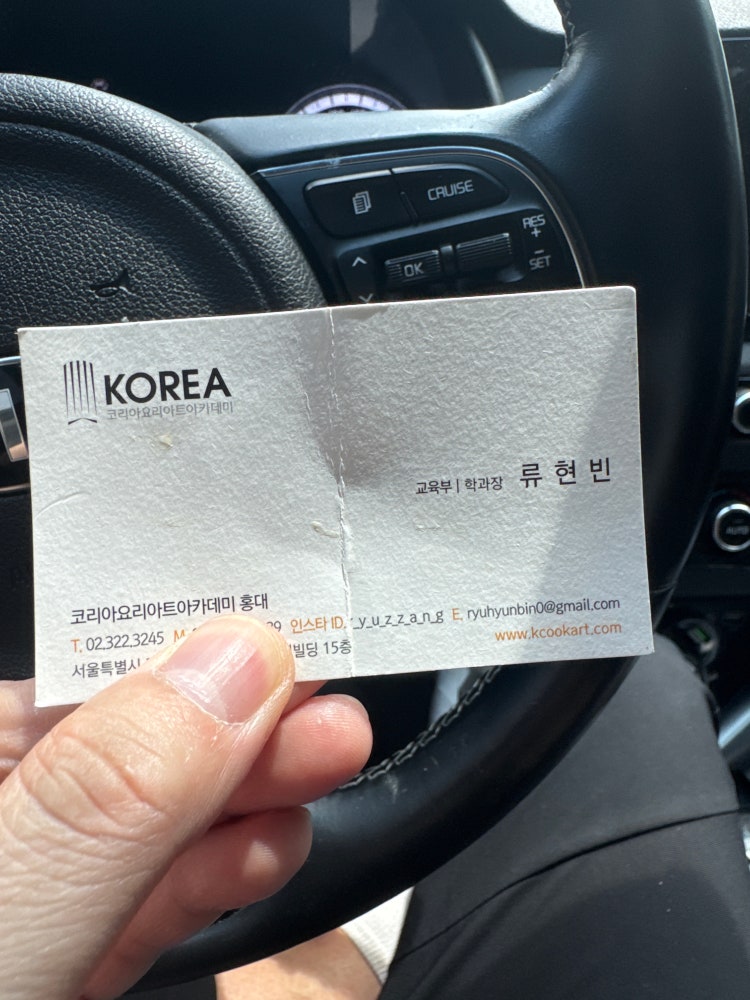 CRUISE
RES
+
OK
−
SET
KOREA
코리아요리아트아카데미
교육부 | 학과장 류현빈
코리아요리아트아카데미 홍대
T. 02.322.3245 M 인스타 ID. _y_u_z_z_a_n_g E. ryuhyunbin0@gmail.com
서울특별시 빌딩 15층 www.kcookart.com